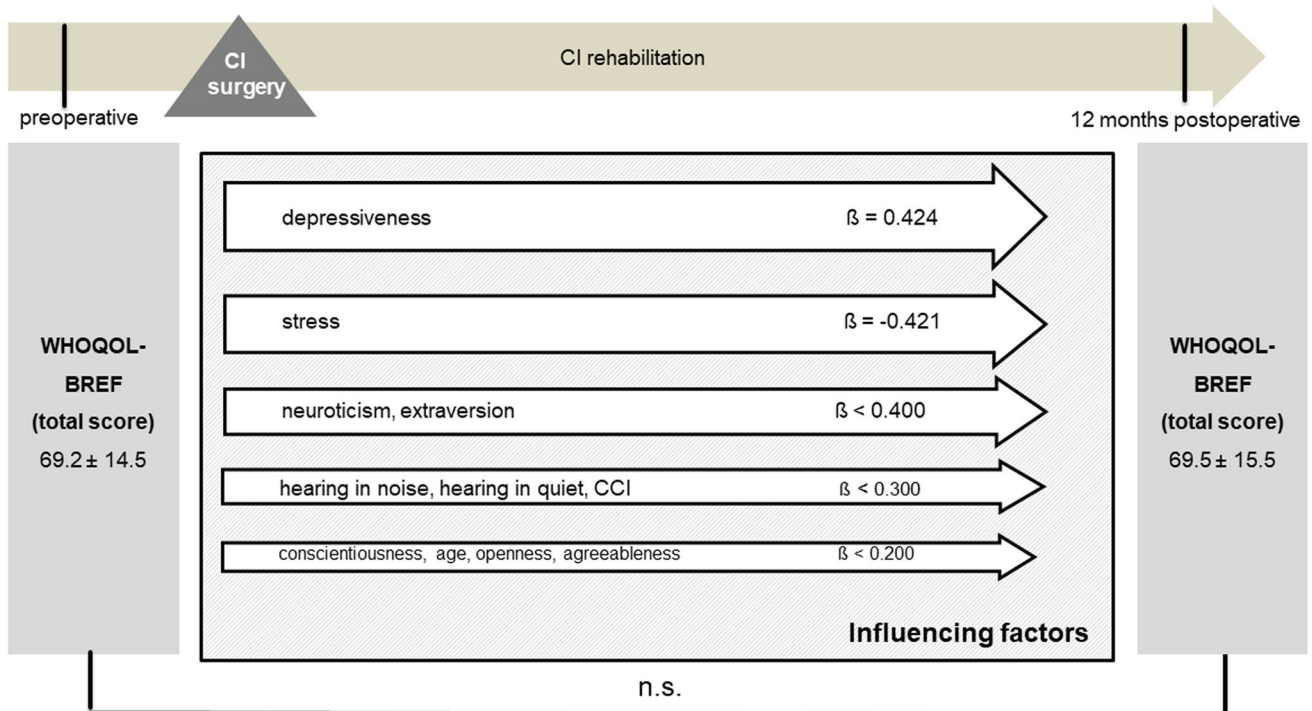 CI
surgery
CI rehabilitation
preoperative
12 months postoperative
WHOQOL-
BREF
(total score)
69.2 ± 14.5
depressiveness ß = 0.424
stress ß = -0.421
neuroticism, extraversion ß < 0.400
hearing in noise, hearing in quiet, CCI ß < 0.300
conscientiousness, age, openness, agreeableness ß < 0.200
Influencing factors
WHOQOL-
BREF
(total score)
69.5 ± 15.5
n.s.